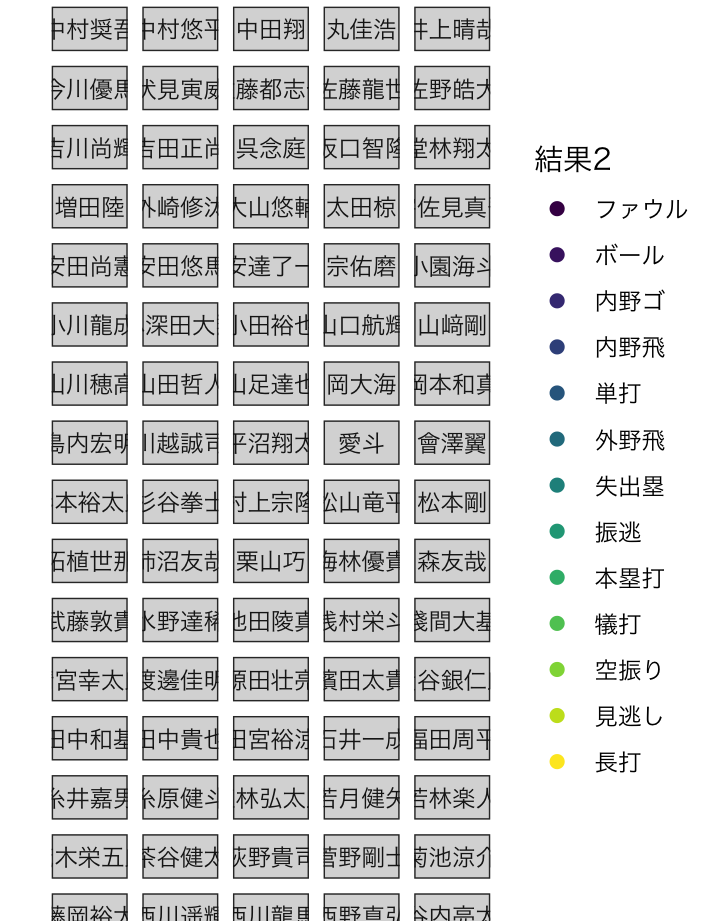 中村奨吾 中村悠平 中田翔 丸佳浩 井上晴哉
今川優馬 伏見寅威 藤都志 佐藤龍世 佐野皓大
吉川尚輝 吉田正尚 呉念庭 坂口智隆 堂林翔太
増田陸 外崎修汰 大山悠輔 太田椋 佐見真
安田尚憲 安田悠馬 安達了一 宗佑磨 小園海斗
小川龍成 深田大 小田裕也 山口航輝 山﨑剛
山川穂高 山田哲人 山足達也 岡大海 岡本和真
島内宏明 川越誠司 平沼翔太 愛斗 會澤翼
本裕太 杉谷拳士 村上宗隆 松山竜平 松本剛
柘植世那 柿沼友哉 栗山巧 梅林優貴 森友哉
武藤敦貴 水野達稀 池田陵真 浅村栄斗 淺間大基
宮幸太 渡邊佳明 源田壮亮 濱田太貴 谷銀仁
田中和基 田中貴也 田宮裕涼 石井一成 福田周平
糸井嘉男 糸原健斗 林弘太 若月健矢 若林楽人
木栄五 茶谷健太 荻野貴司 菅野剛士 菊池涼介
藤岡裕大 西川遥輝 西川龍馬 西野真弘 谷内亮太
結果2
ファウル
ボール
内野ゴ
内野飛
単打
外野飛
失出塁
振逃
本塁打
犠打
空振り
見逃し
長打